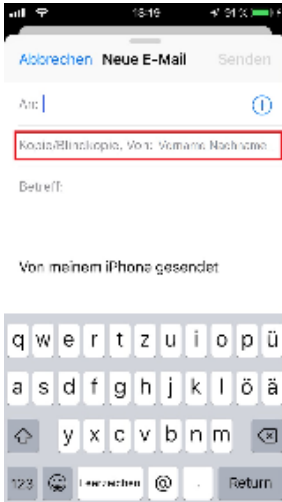 18:19 91 %
Abbrechen Neue E-Mail Senden
An:
Kopie/Blindkopie, Von: Vorname Nachname
Betreff:
Von meinem iPhone gesendet
q w e r t z u i o p ü
a s d f g h j k l ö ä
y x c v b n m
123 Leerzeichen @ . Return